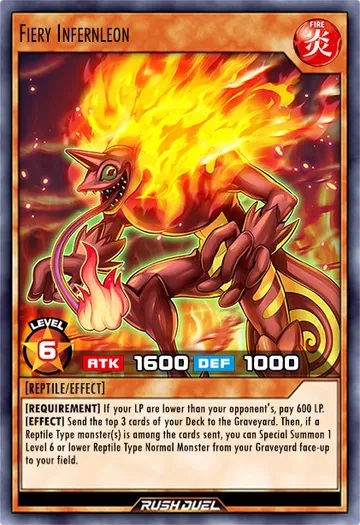 FIERY INFERNLEON
FIRE
炎
LEVEL
6
ATK 1600 DEF 1000
[REPTILE/EFFECT]
[REQUIREMENT] If your LP are lower than your opponent's, pay 600 LP.
[EFFECT] Send the top 3 cards of your Deck to the Graveyard. Then, if a
Reptile Type monster(s) is among the cards sent, you can Special Summon 1
Level 6 or lower Reptile Type Normal Monster from your Graveyard face-up
to your field.
RUSH DUEL